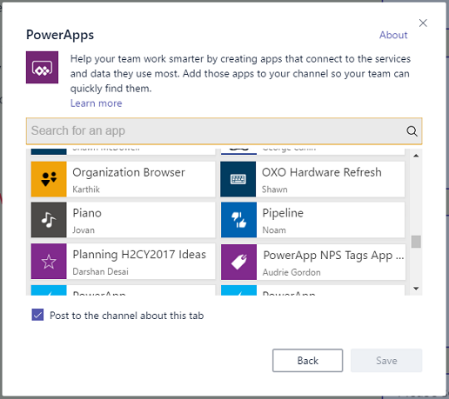 PowerApps
About
Help your team work smarter by creating apps that connect to the services
and data they use most. Add those apps to your channel so your team can
quickly find them.
Learn more
Search for an app
Organization Browser
Karthik
OXO Hardware Refresh
Shawn
Piano
Jovan
Pipeline
Noam
Planning H2CY2017 Ideas
Darshan Desai
PowerApp NPS Tags App ...
Audrie Gordon
PowerApp
PowerApp
Post to the channel about this tab
Back
Save